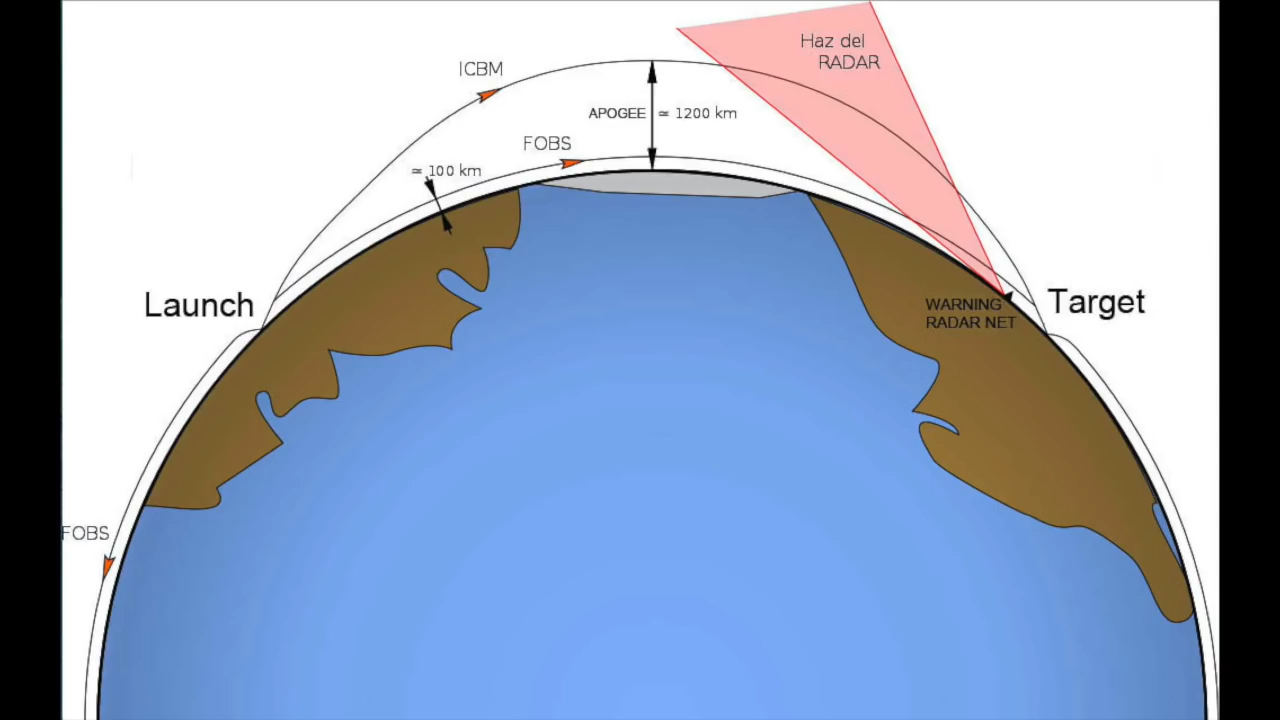 Haz del
RADAR
ICBM
APOGEE ≃ 1200 km
FOBS
≃ 100 km
Launch
WARNING
RADAR NET
Target
FOBS